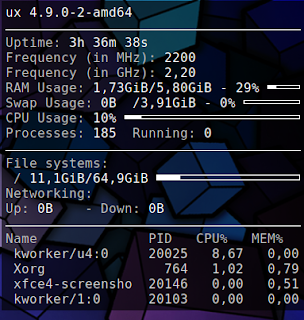 ux 4.9.0-2-amd64
Uptime: 3h 36m 38s
Frequency (in MHz): 2200
Frequency (in GHz): 2,20
RAM Usage: 1,73GiB/5,80GiB - 29%
Swap Usage: 0B /3,91GiB - 0%
CPU Usage: 10%
Processes: 185 Running: 0
File systems:
/ 11,1GiB/64,9GiB
Networking:
Up: 0B - Down: 0B
Name PID CPU% MEM%
kworker/u4:0 20025 8,67 0,00
Xorg 764 1,02 0,79
xfce4-screensho 20146 0,00 0,51
kworker/1:0 20103 0,00 0,00